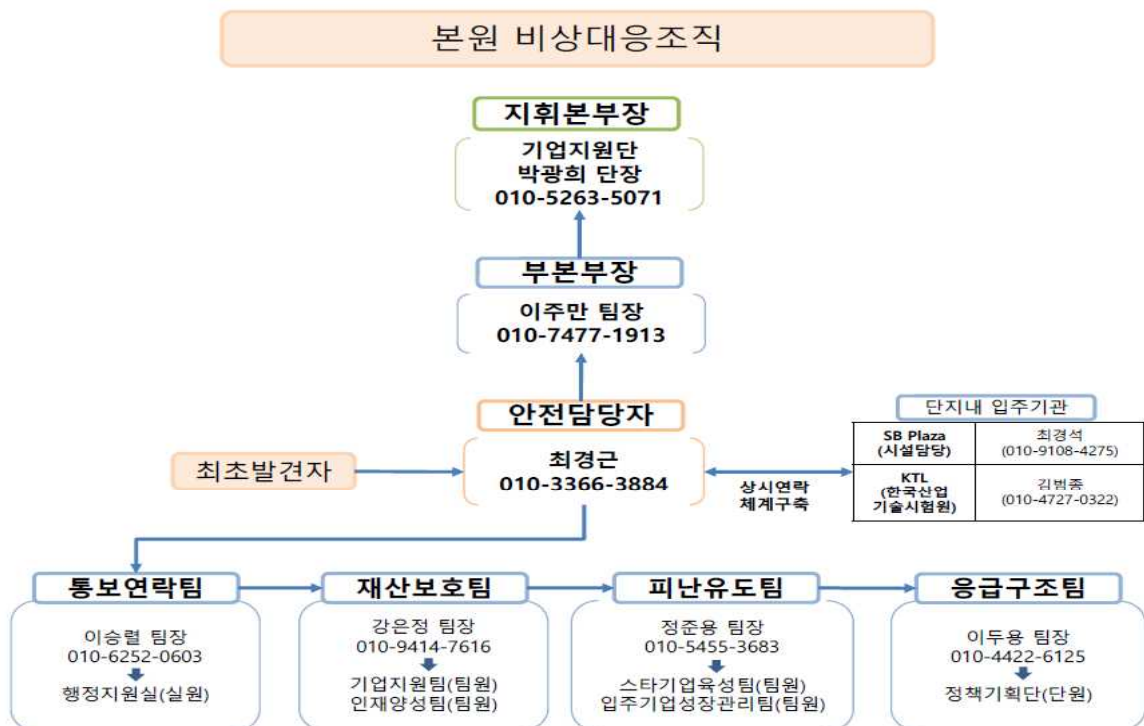 본원 비상대응조직
지휘본부장
기업지원단
박광희 단장
010-5263-5071
부본부장
이주만 팀장
010-7477-1913
안전담당자
최초발견자
최경근
010-3366-3884
상시연락
체계구축
단지내 입주기관
SB Plaza
(시설담당)
최경석
(010-9108-4275)
KTL
(한국산업
기술시험원)
김범종
(010-4727-0322)
통보연락팀
이승렬 팀장
010-6252-0603
행정지원실(실원)
재산보호팀
강은정 팀장
010-9414-7616
기업지원팀(팀원)
인재양성팀(팀원)
피난유도팀
정준용 팀장
010-5455-3683
스타기업육성팀(팀원)
입주기업성장관리팀(팀원)
응급구조팀
이두용 팀장
010-4422-6125
정책기획단(단원)